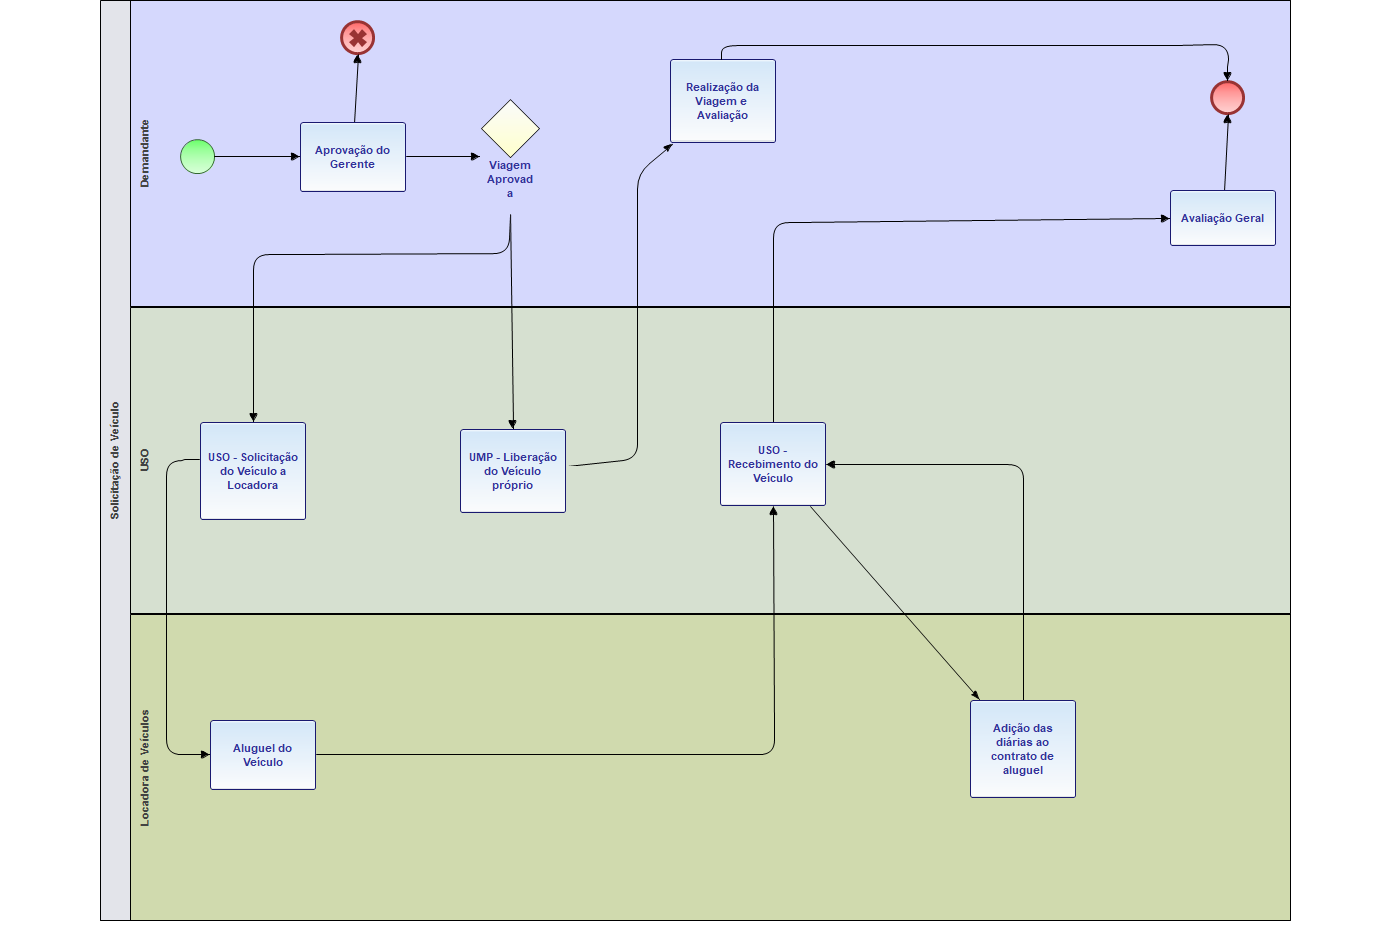 Solicitação de Veículo
Demandante
Aprovação do
Gerente
Viagem
Aprovad
a
Realização da
Viagem e
Avaliação
Avaliação Geral
USO
USO - Solicitação
do Veículo a
Locadora
UMP - Liberação
do Veículo
próprio
USO -
Recebimento do
Veículo
Locadora de Veículos
Aluguel do
Veículo
Adição das
diárias ao
contrato de
aluguel